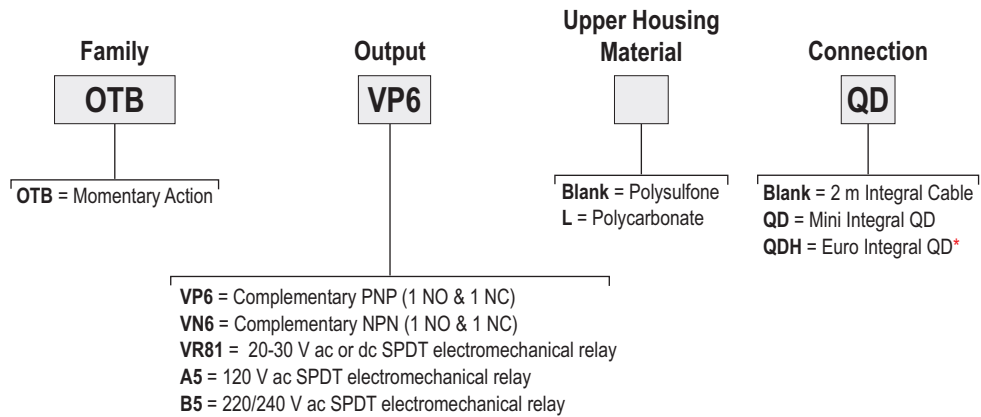 Family
OTB
OTB = Momentary Action
Output
VP6
VP6 = Complementary PNP (1 NO & 1 NC)
VN6 = Complementary NPN (1 NO & 1 NC)
VR81 = 20-30 V ac or dc SPDT electromechanical relay
A5 = 120 V ac SPDT electromechanical relay
B5 = 220/240 V ac SPDT electromechanical relay
Upper Housing
Material
Blank = Polysulfone
L = Polycarbonate
Connection
QD
Blank = 2 m Integral Cable
QD = Mini Integral QD
QDH = Euro Integral QD*